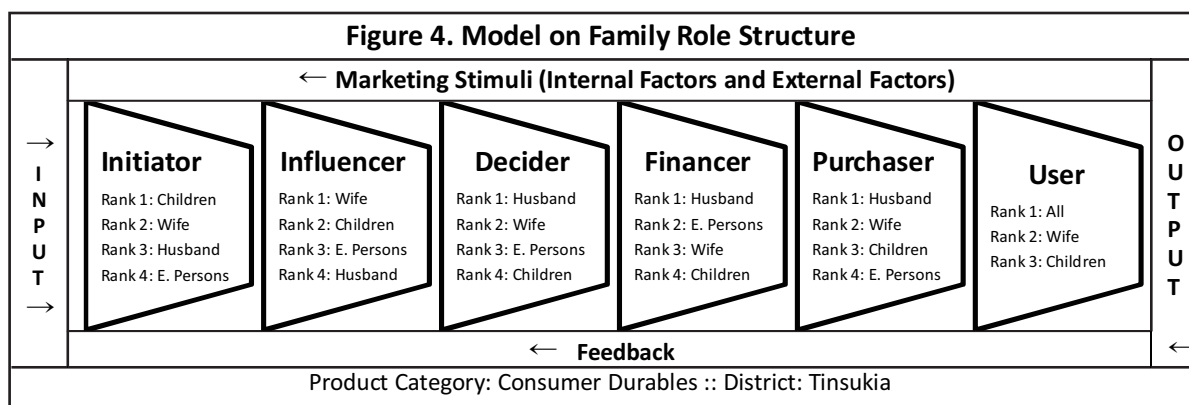 Figure 4. Model on Family Role Structure
← Marketing Stimuli (Internal Factors and External Factors)
→
I
N
P
U
T
→
Initiator
Rank 1: Children
Rank 2: Wife
Rank 3: Husband
Rank 4: E. Persons
Influencer
Rank 1: Wife
Rank 2: Children
Rank 3: E. Persons
Rank 4: Husband
Decider
Rank 1: Husband
Rank 2: Wife
Rank 3: E. Persons
Rank 4: Children
Financer
Rank 1: Husband
Rank 2: E. Persons
Rank 3: Wife
Rank 4: Children
Purchaser
Rank 1: Husband
Rank 2: Wife
Rank 3: Children
Rank 4: E. Persons
User
Rank 1: All
Rank 2: Wife
Rank 3: Children
O
U
T
P
U
T
←
← Feedback
Product Category: Consumer Durables :: District: Tinsukia